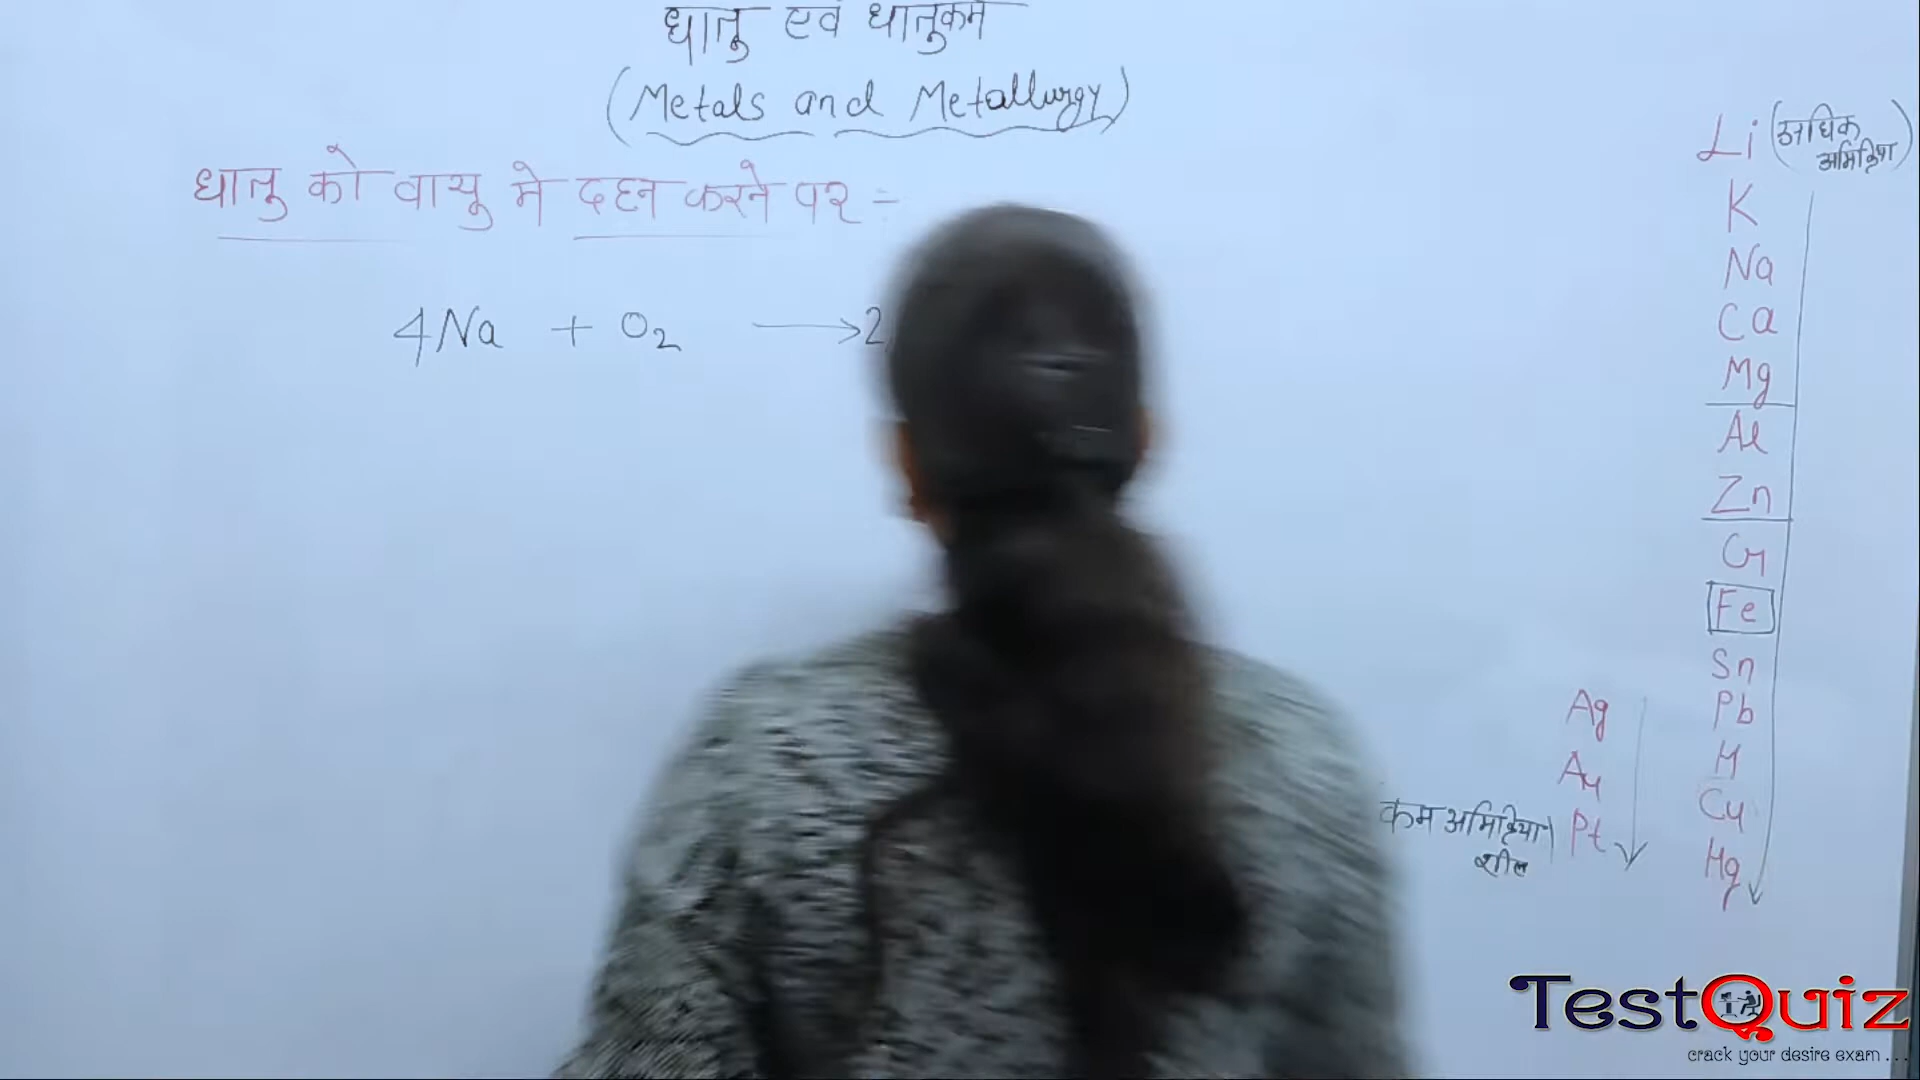 धातु एवं धातुकर्म
(Metals and Metallurgy)
धातु को वायु मे दहन करने पर =
4Na + O₂ ⟶ 2
Li (अधिक अभिक्रिया)
K
Na
Ca
Mg
Al
Zn
Cr
Fe
Sn
Pb
H
Cu
Hg
Ag
Au
Pt
कम अभिक्रिया
शील
TestQuiz
crack your desire exam ...